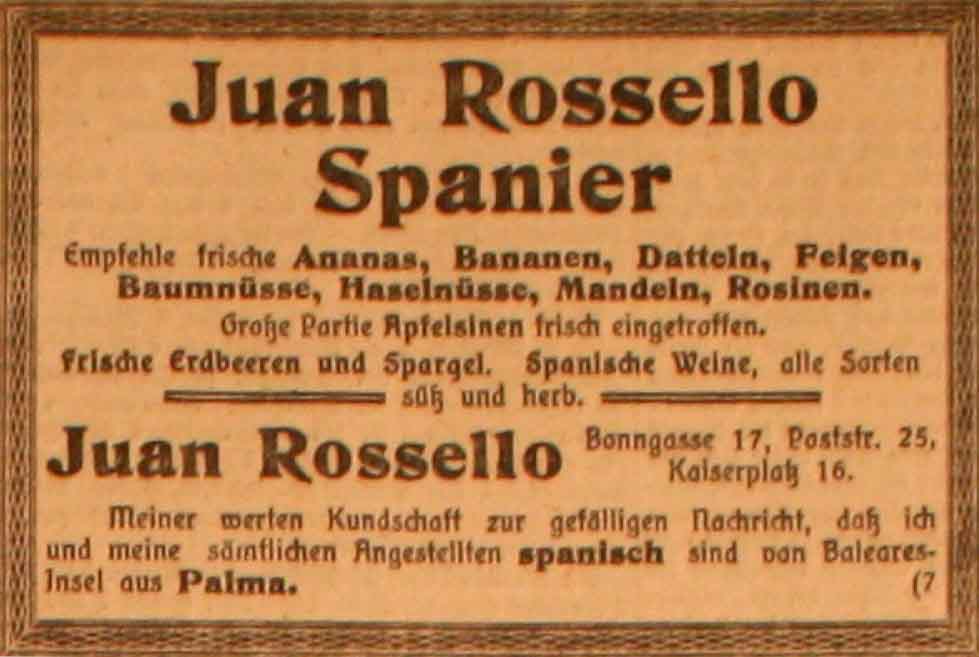 Juan Rossello
Spanier
Empfehle frische Ananas, Bananen, Datteln, Feigen,
Baumnüsse, Haselnüsse, Mandeln, Rosinen.
Große Partie Apfelsinen frisch eingetroffen.
Frische Erdbeeren und Spargel. Spanische Weine, alle Sorten
süß und herb.
Juan Rossello
Bonngasse 17, Poststr. 25,
Kaiserplatz 16.
Meiner werten Kundschaft zur gefälligen Nachricht, daß ich
und meine sämtlichen Angestellten spanisch sind von Baleares-
Insel aus Palma. (7